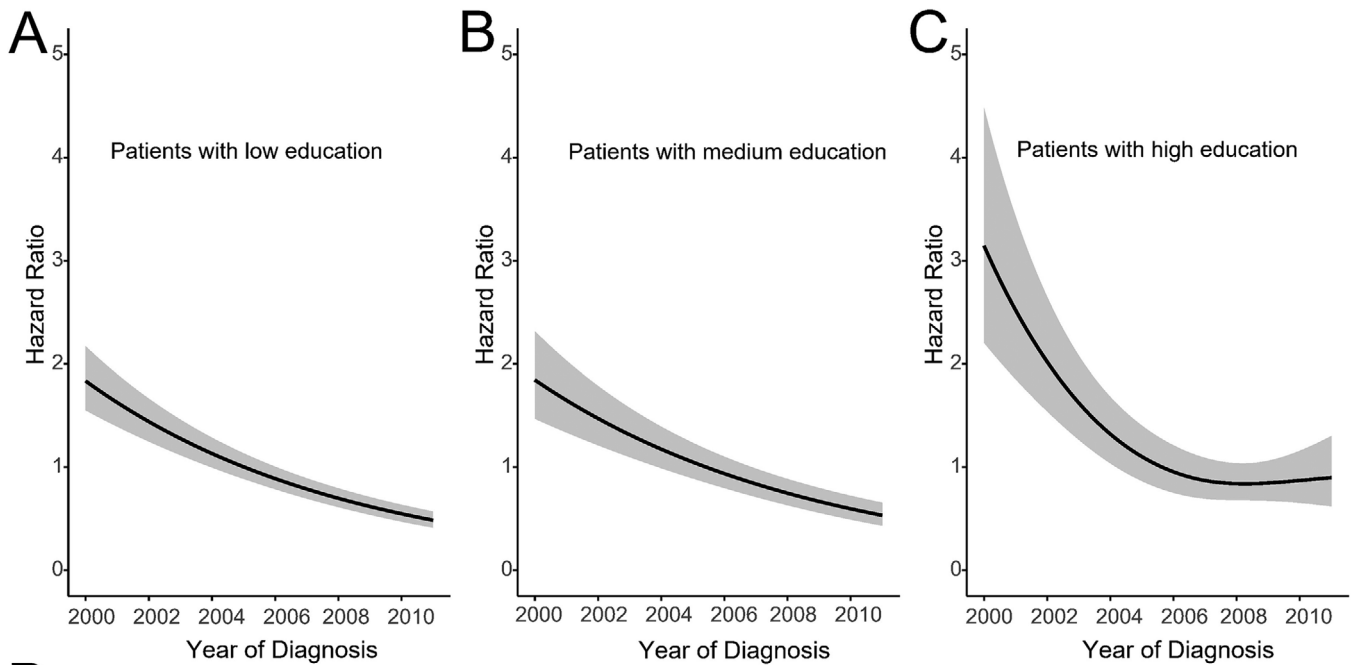 A
5
4
3
2
1
0
Hazard Ratio
Patients with low education
2000 2002 2004 2006 2008 2010
Year of Diagnosis
B
5
4
3
2
1
0
Hazard Ratio
Patients with medium education
2000 2002 2004 2006 2008 2010
Year of Diagnosis
C
5
4
3
2
1
0
Hazard Ratio
Patients with high education
2000 2002 2004 2006 2008 2010
Year of Diagnosis